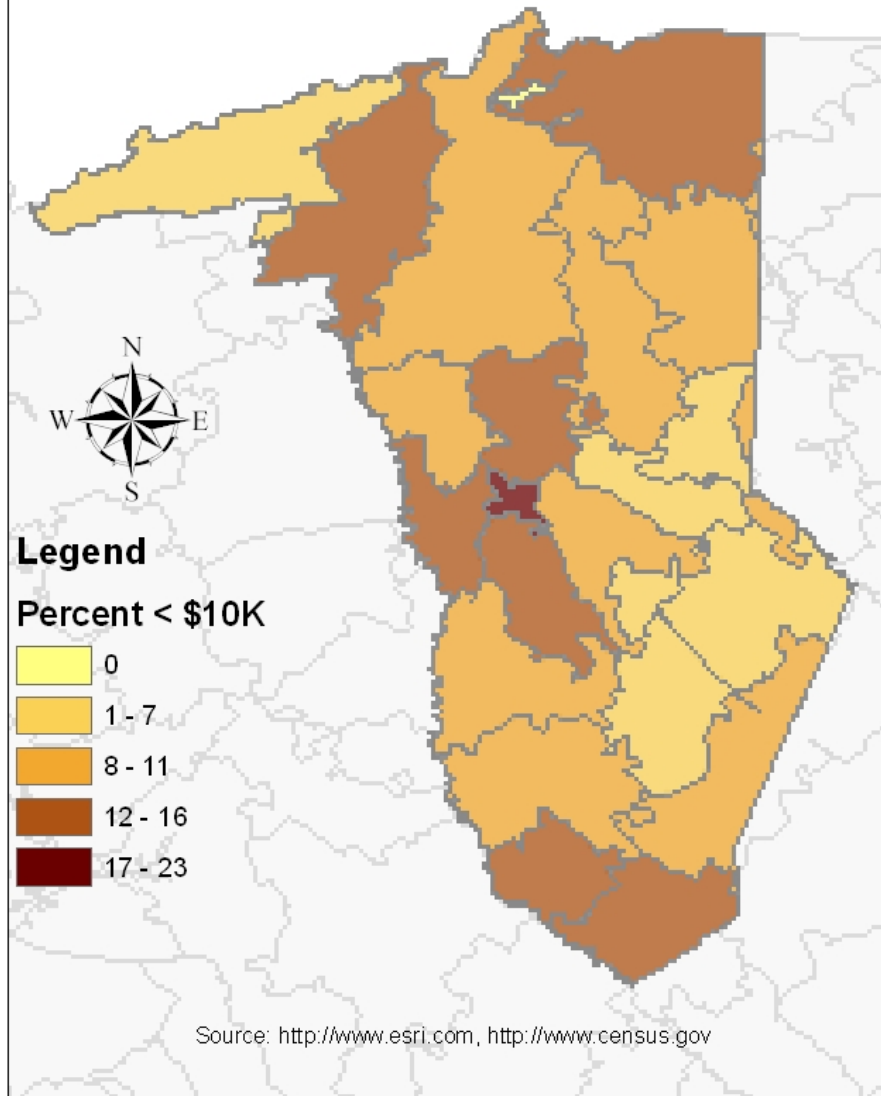 N
W E
S
Legend
Percent < $10K
0
1 - 7
8 - 11
12 - 16
17 - 23
Source: http://www.esri.com, http://www.census.gov